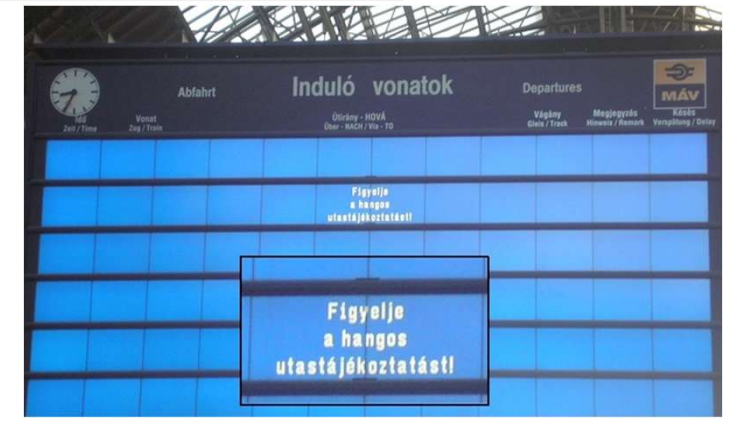 Abfahrt Induló vonatok Departures MÁV
Idő Vonat Útirány - HOVÁ Vágány Megjegyzés Késés
Zeit / Time Zug / Train Über - NACH / Via - TO Gleis / Track Hinweis / Remark Verspätung / Delay
Figyelje
a hangos
utastájékoztatást!
Figyelje
a hangos
utastájékoztatást!